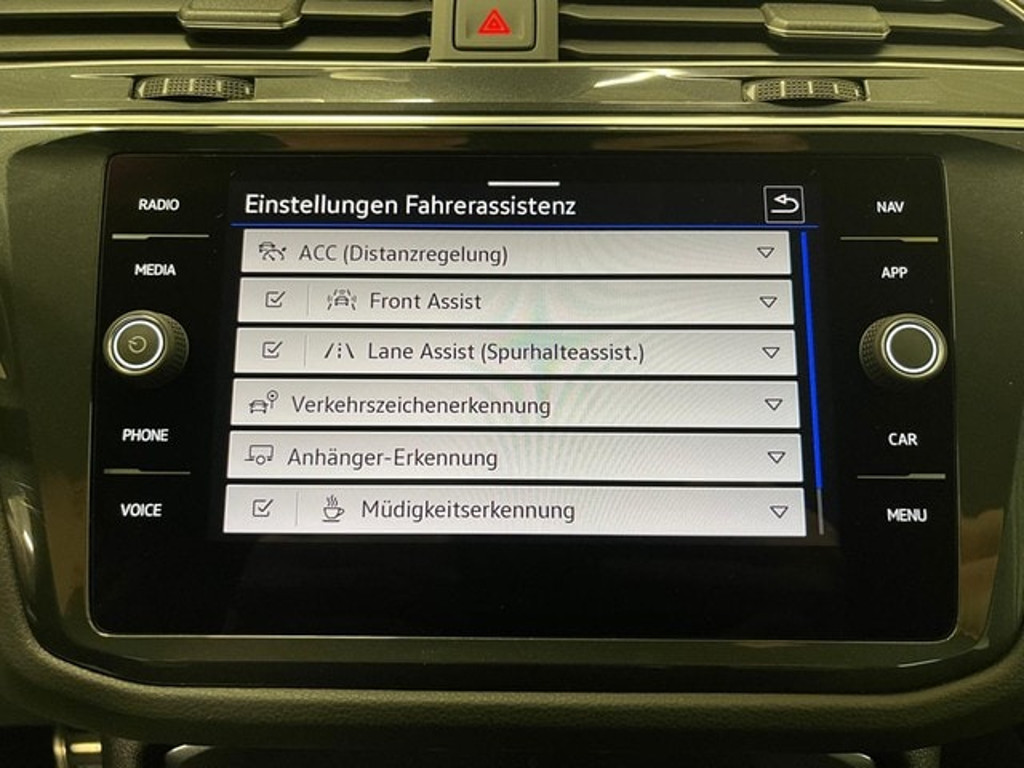 RADIO
MEDIA
PHONE
VOICE
Einstellungen Fahrerassistenz
ACC (Distanzregelung)
Front Assist
Lane Assist (Spurhalteassist.)
Verkehrszeichenerkennung
Anhänger-Erkennung
Müdigkeitserkennung
NAV
APP
CAR
MENU